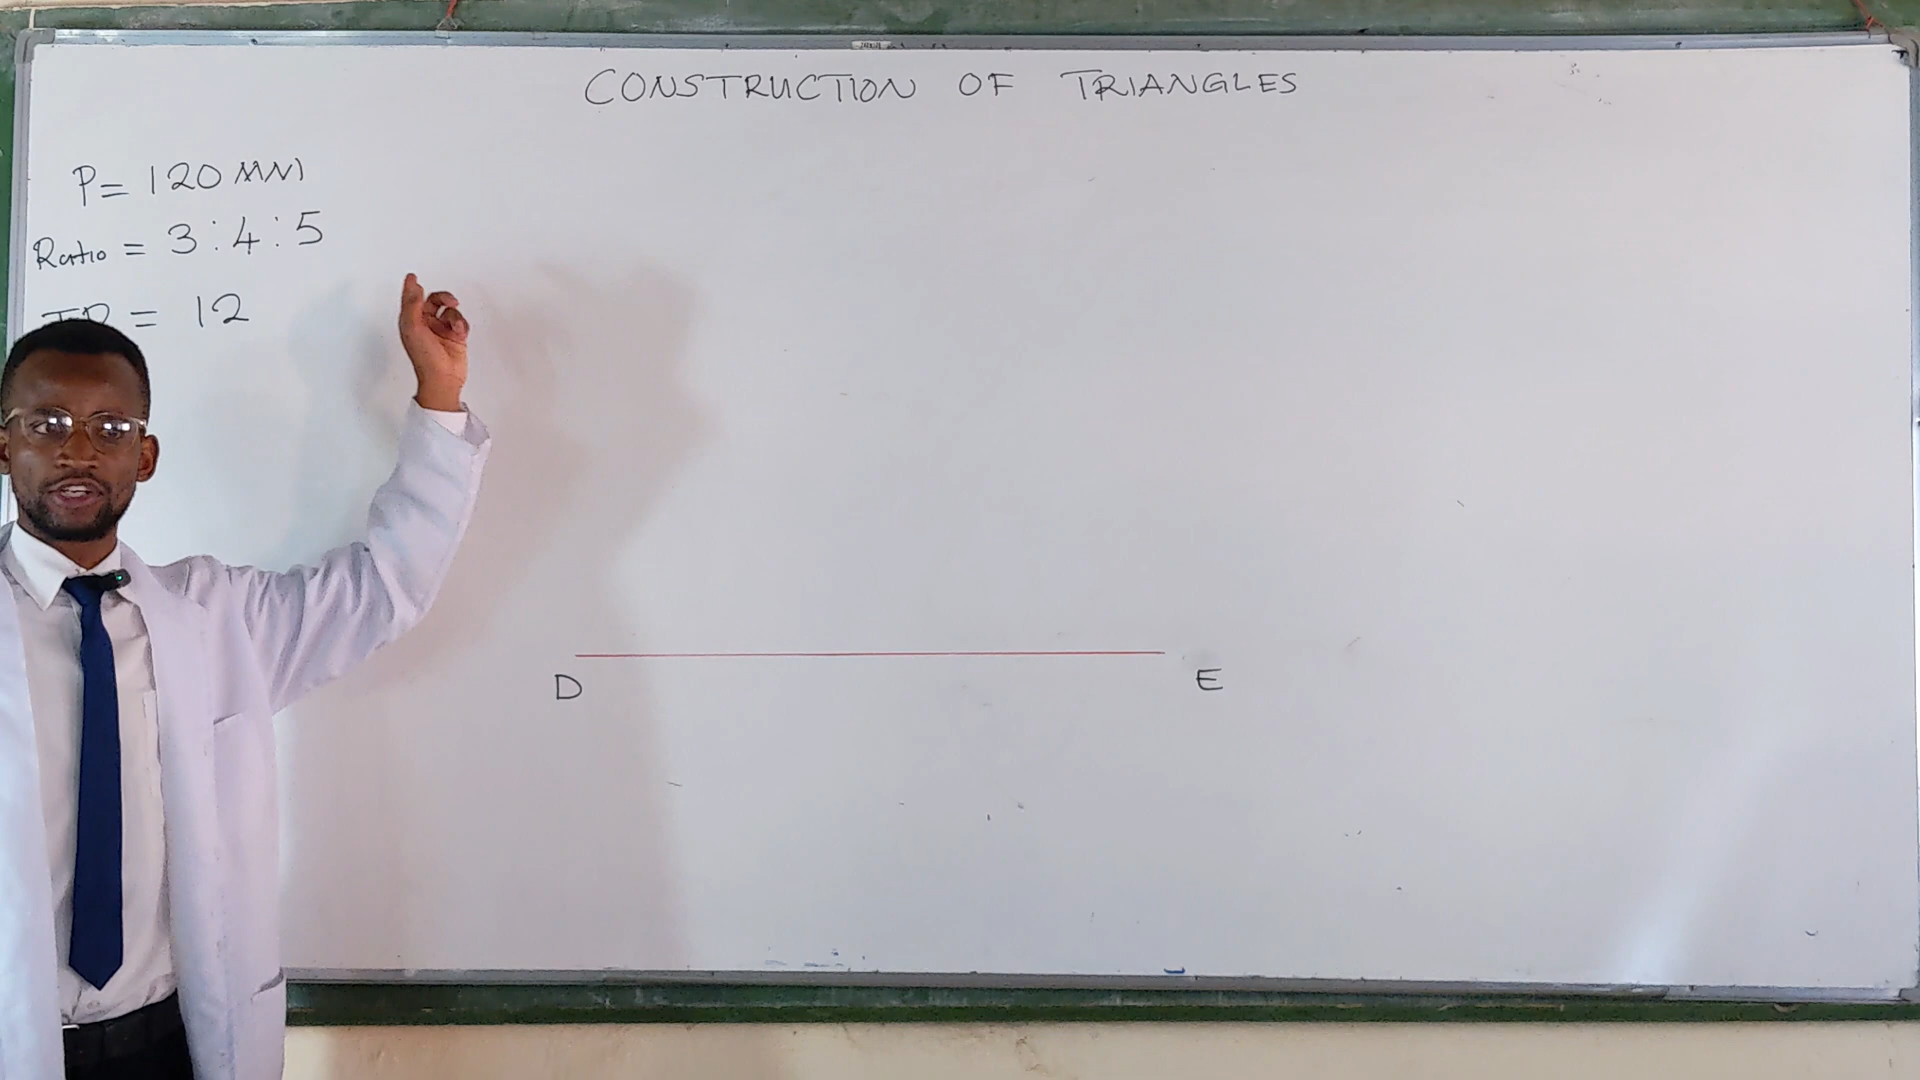 CONSTRUCTION OF TRIANGLES
P = 120 MM
Ratio = 3:4:5
= 12
D E